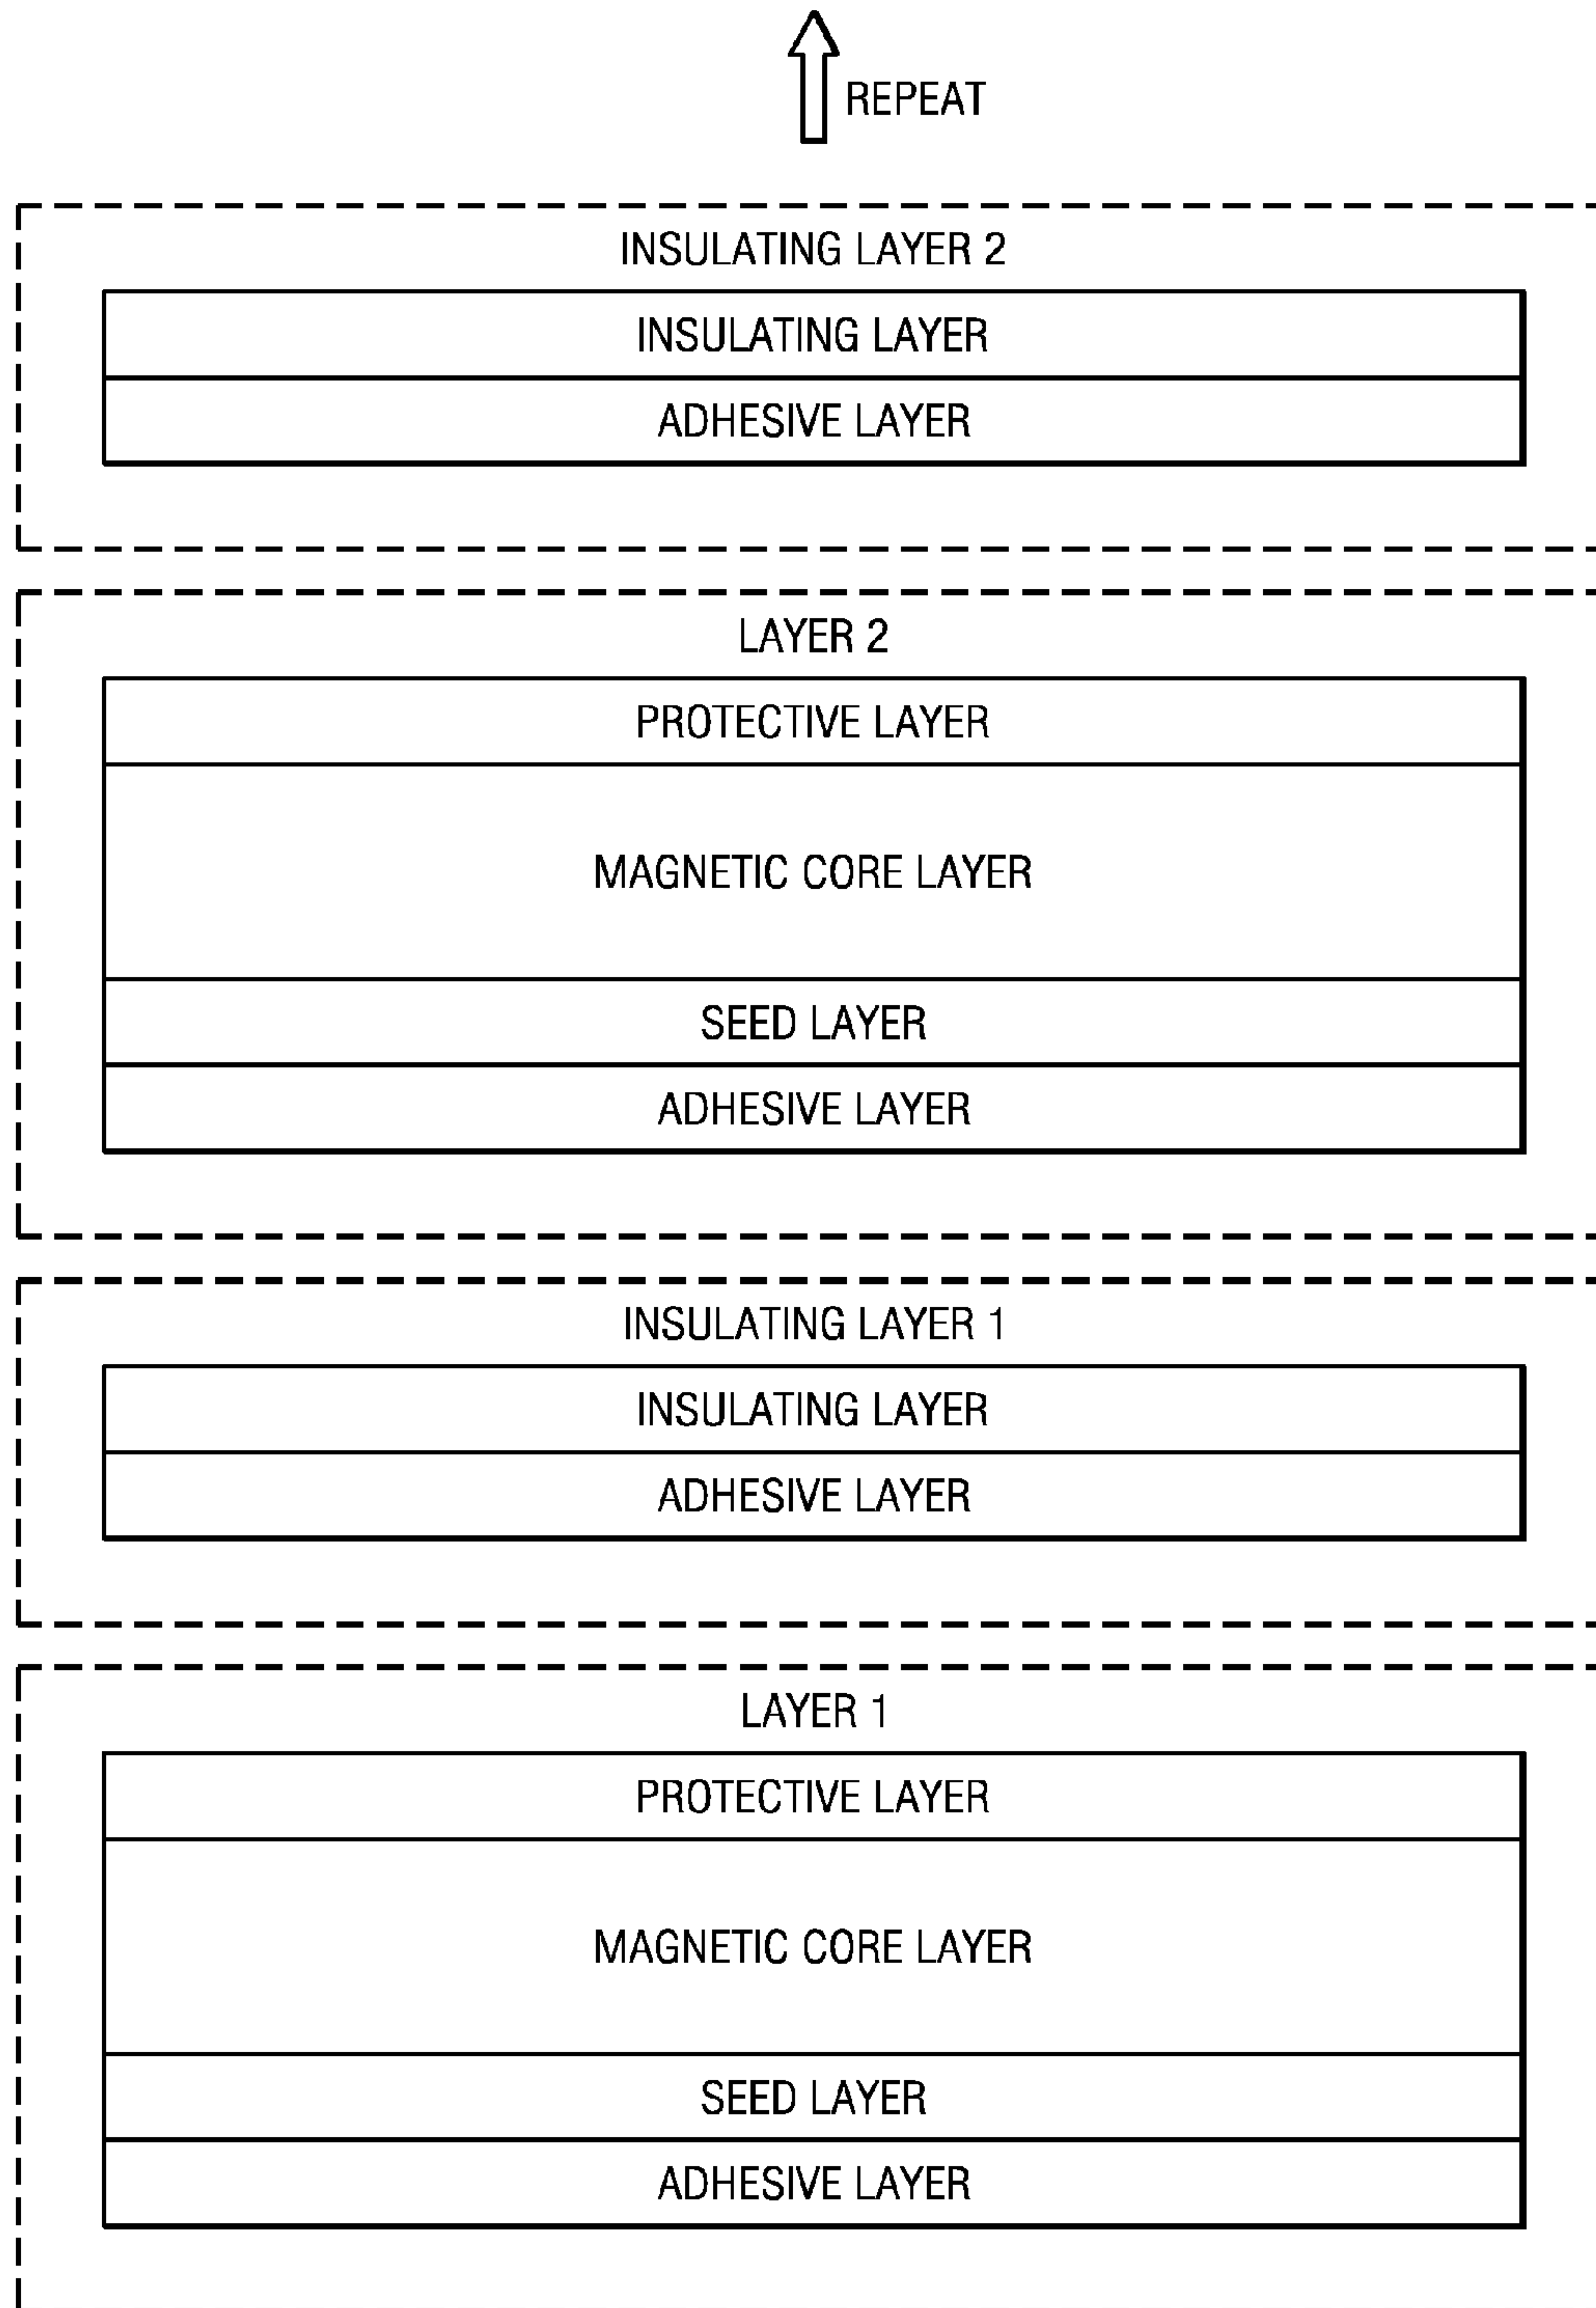 REPEAT
INSULATING LAYER 2
INSULATING LAYER
ADHESIVE LAYER
LAYER 2
PROTECTIVE LAYER
MAGNETIC CORE LAYER
SEED LAYER
ADHESIVE LAYER
INSULATING LAYER 1
INSULATING LAYER
ADHESIVE LAYER
LAYER 1
PROTECTIVE LAYER
MAGNETIC CORE LAYER
SEED LAYER
ADHESIVE LAYER